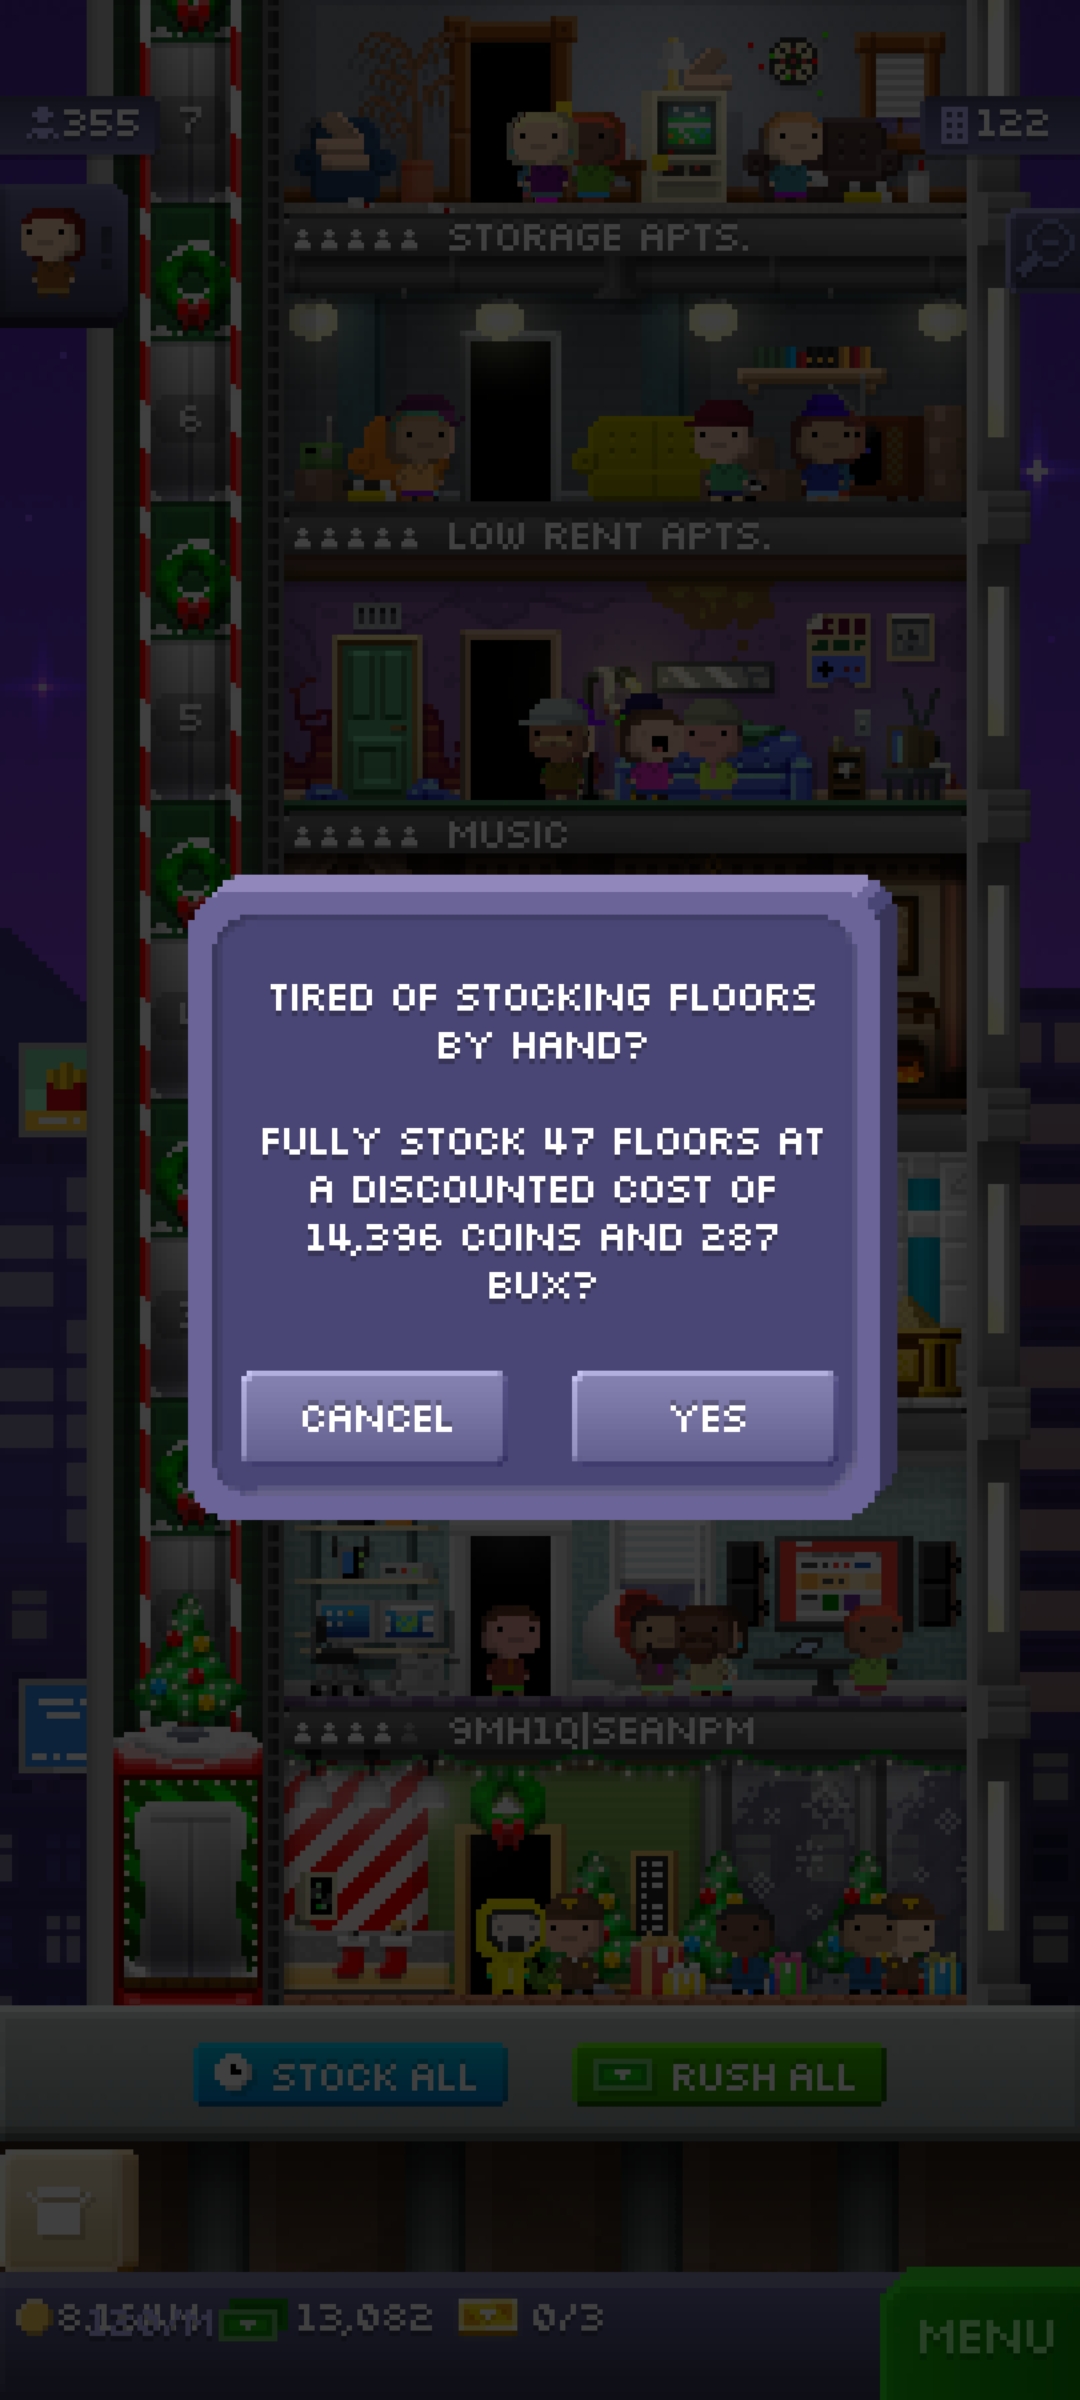 7
355
122
STORAGE APTS.
6
LOW RENT APTS.
5
MUSIC
TIRED OF STOCKING FLOORS
BY HAND?
FULLY STOCK 47 FLOORS AT
A DISCOUNTED COST OF
14,396 COINS AND 287
BUX?
CANCEL
YES
9MH1Q|SEANPM
STOCK ALL
RUSH ALL
13,082
0/3
MENU